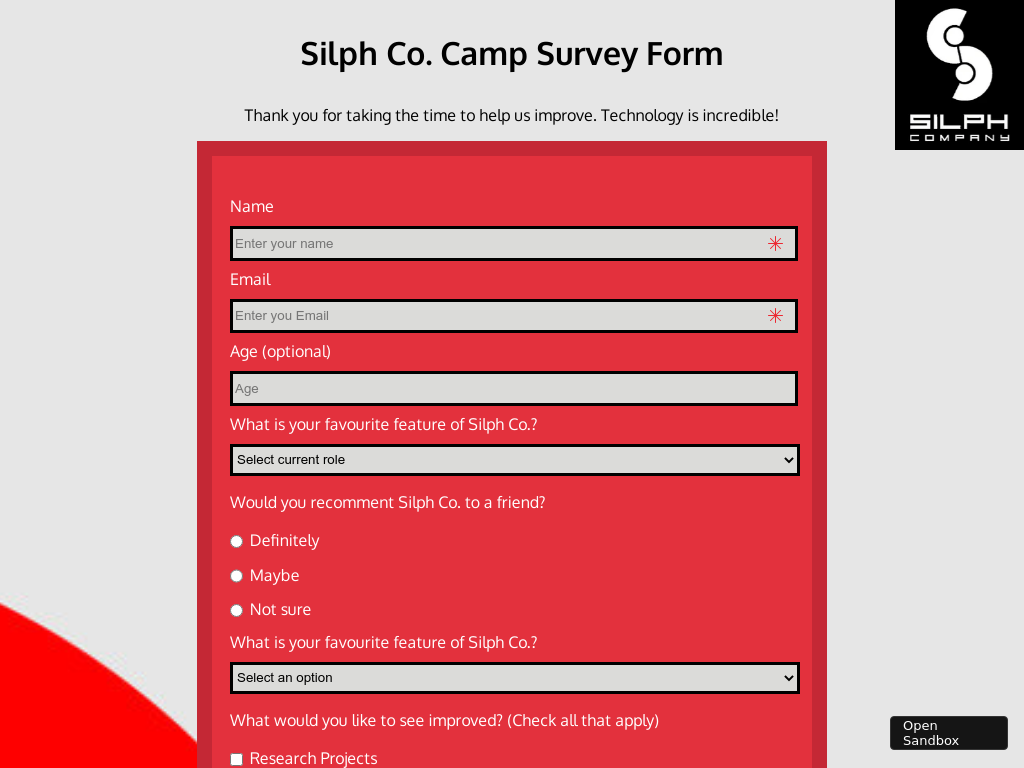 Silph Co. Camp Survey Form
SILPH
COMPANY
Thank you for taking the time to help us improve. Technology is incredible!
Name
Enter your name
Email
Enter you Email
Age (optional)
Age
What is your favourite feature of Silph Co.?
Select current role
Would you recomment Silph Co. to a friend?
Definitely
Maybe
Not sure
What is your favourite feature of Silph Co.?
Select an option
What would you like to see improved? (Check all that apply)
Open
Sandbox
Research Projects